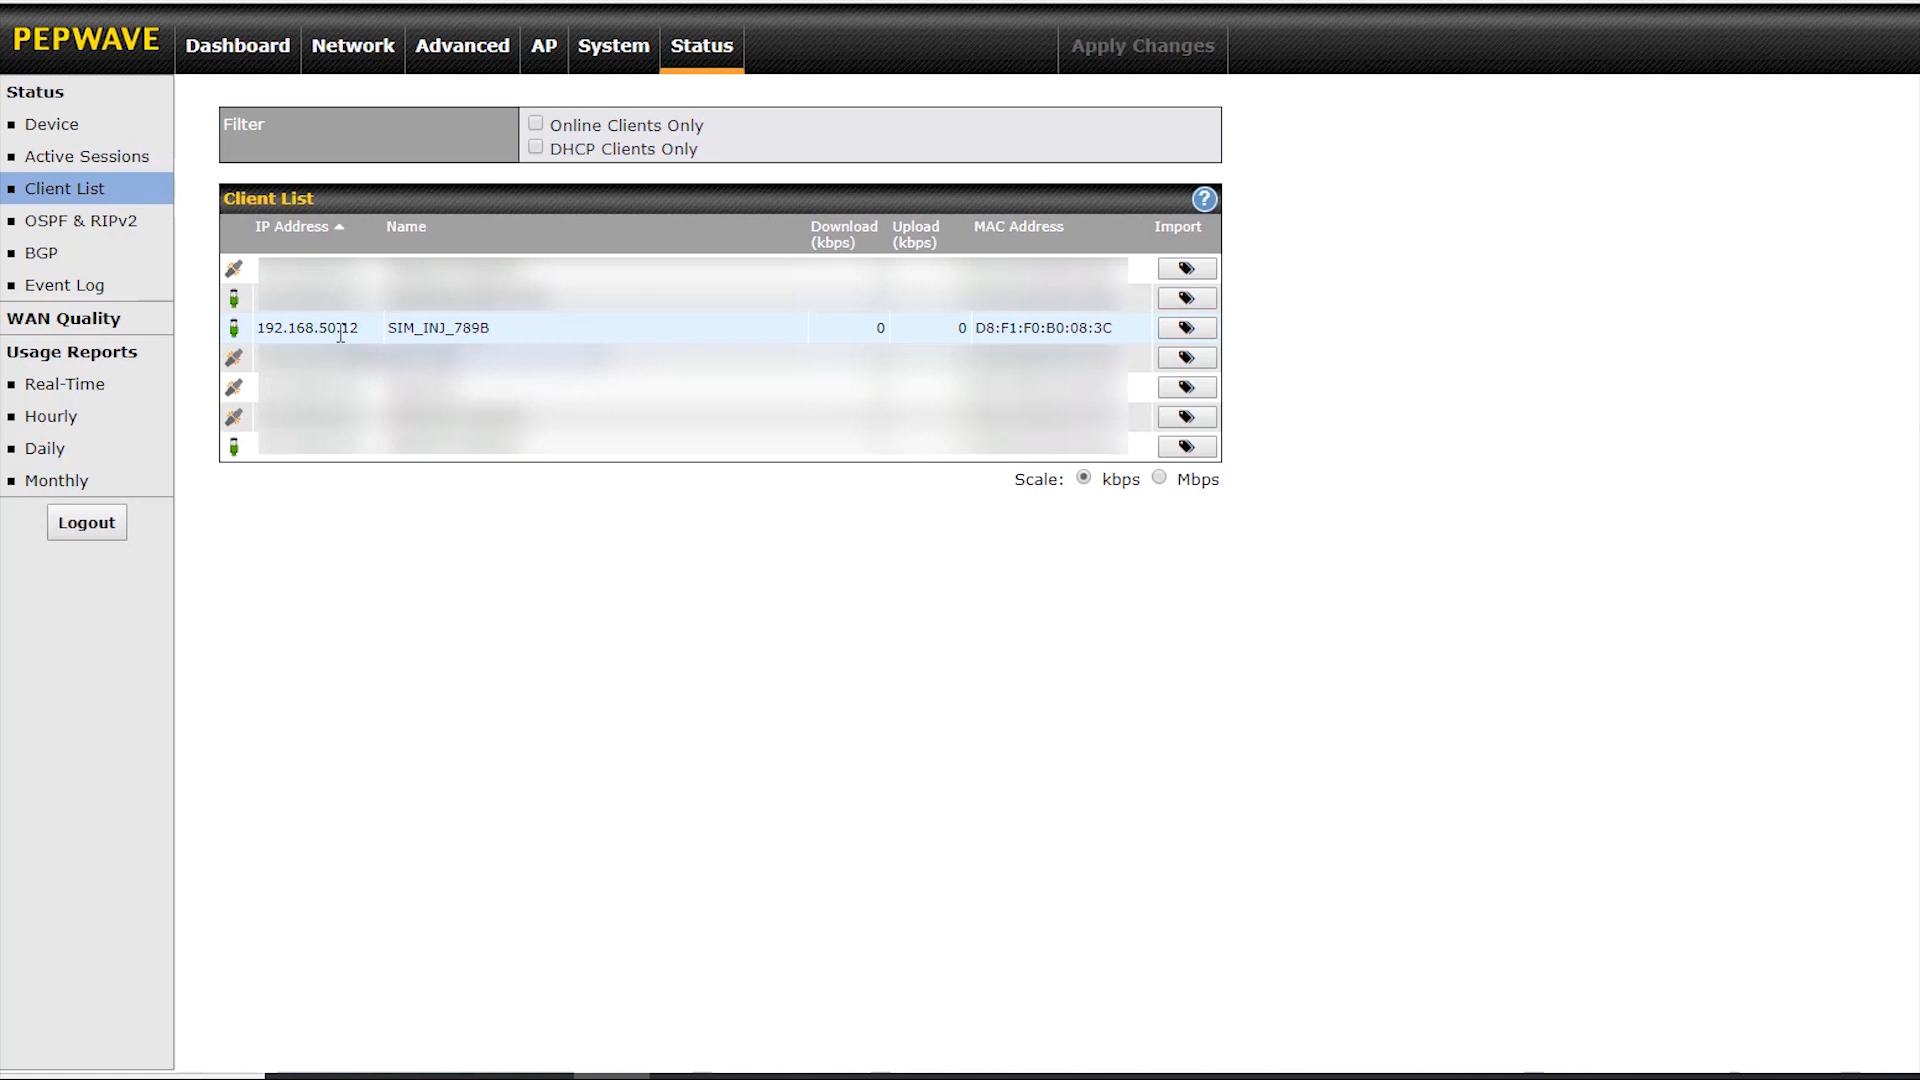 PEPWAVE
Dashboard Network Advanced AP System Status Apply Changes
Status
Device
Active Sessions
Client List
OSPF & RIPv2
BGP
Event Log
WAN Quality
Usage Reports
Real-Time
Hourly
Daily
Monthly
Logout
Filter
Online Clients Only
DHCP Clients Only
Client List ?
IP Address Name Download (kbps) Upload (kbps) MAC Address Import
192.168.50.12 SIM_INJ_789B 0 0 D8:F1:F0:B0:08:3C
Scale: kbps Mbps